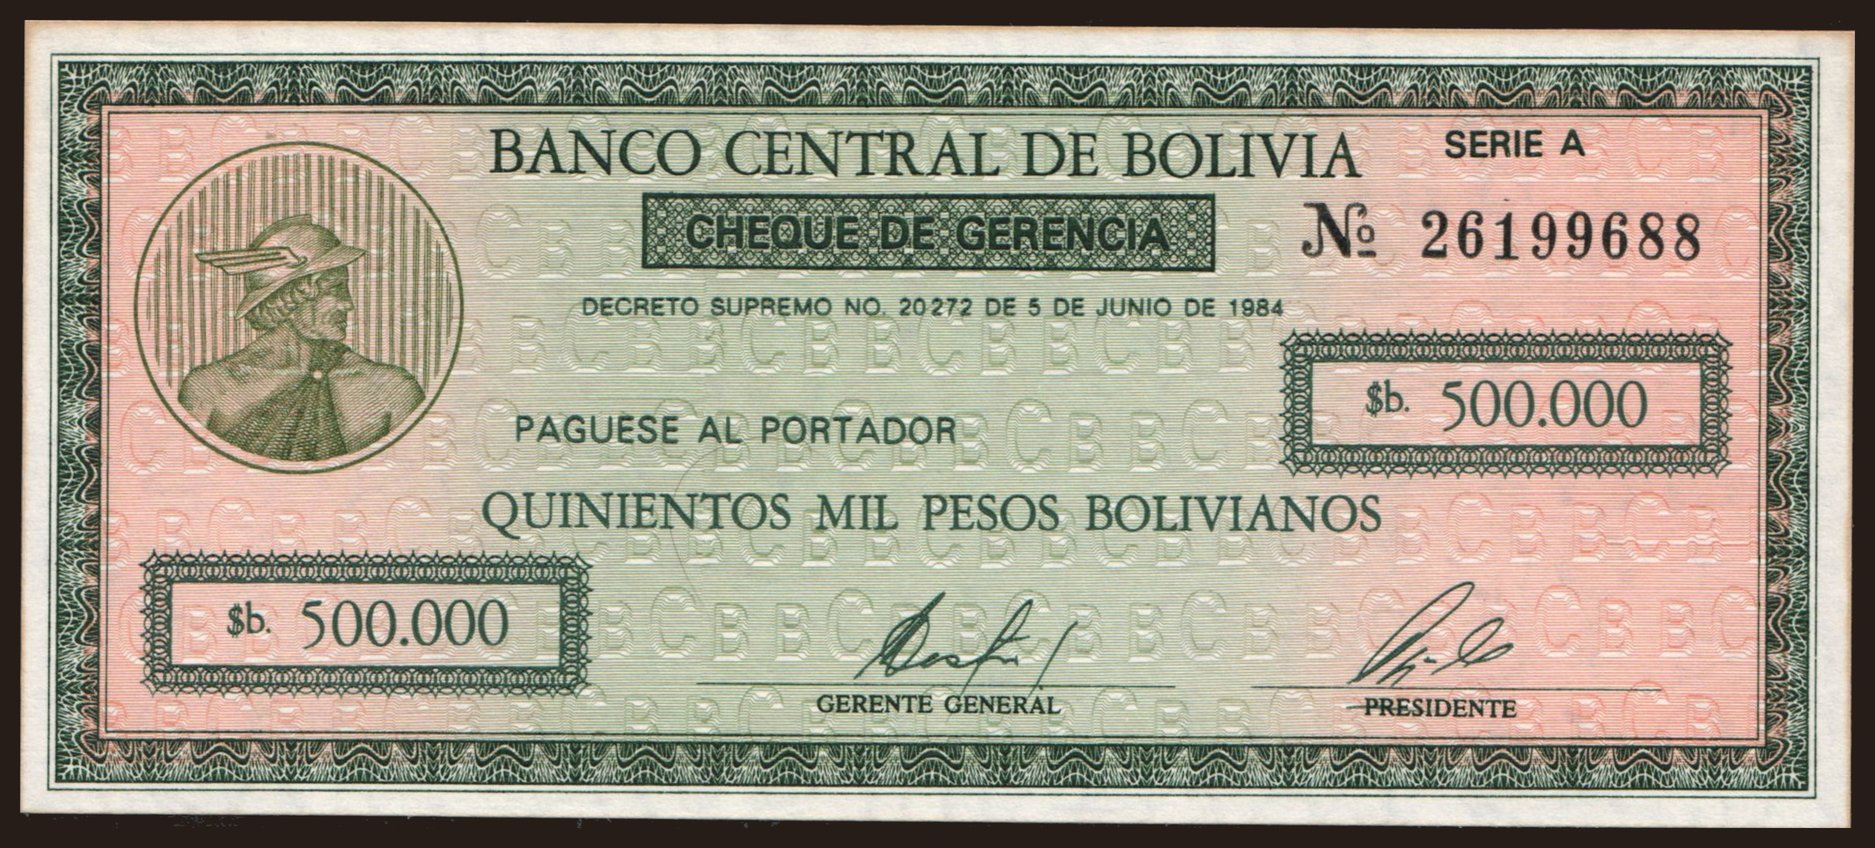 BANCO CENTRAL DE BOLIVIA
SERIE A
CHEQUE DE GERENCIA
Nº 26199688
DECRETO SUPREMO NO. 20272 DE 5 DE JUNIO DE 1984
$b. 500.000
PAGUESE AL PORTADOR
QUINIENTOS MIL PESOS BOLIVIANOS
$b. 500.000
GERENTE GENERAL
PRESIDENTE